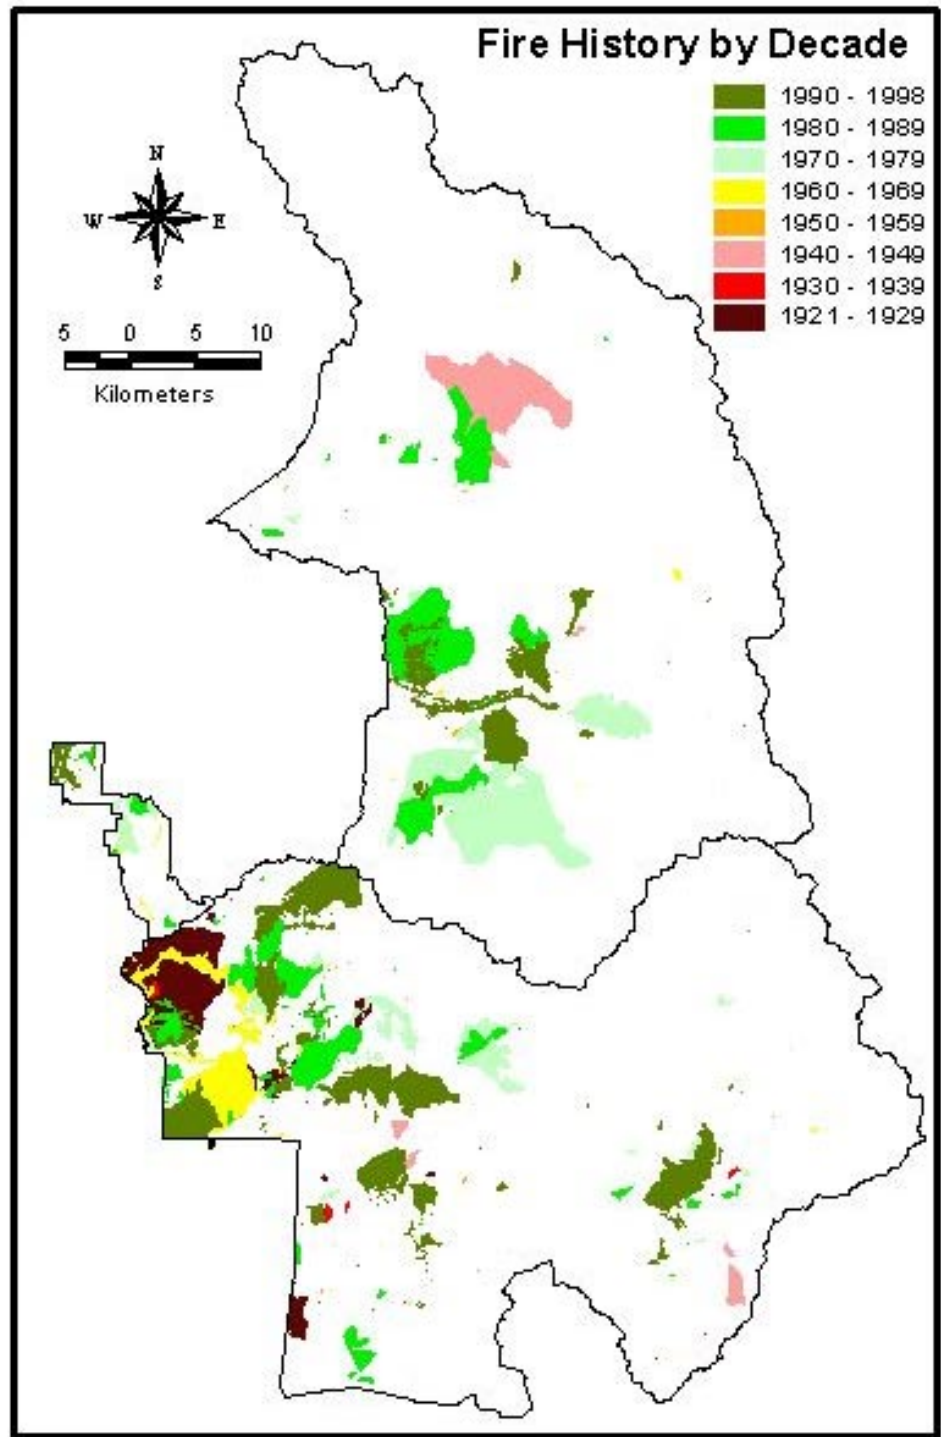 Fire History by Decade
1990 - 1998
1980 - 1989
1970 - 1979
1960 - 1969
1950 - 1959
1940 - 1949
1930 - 1939
1921 - 1929
N
W E
S
5 0 5 10
Kilometers